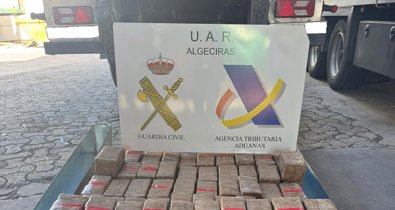 U. A. R.
ALGECIRAS
GUARDIA CIVIL
AGENCIA TRIBUTARIA
ADUANAS